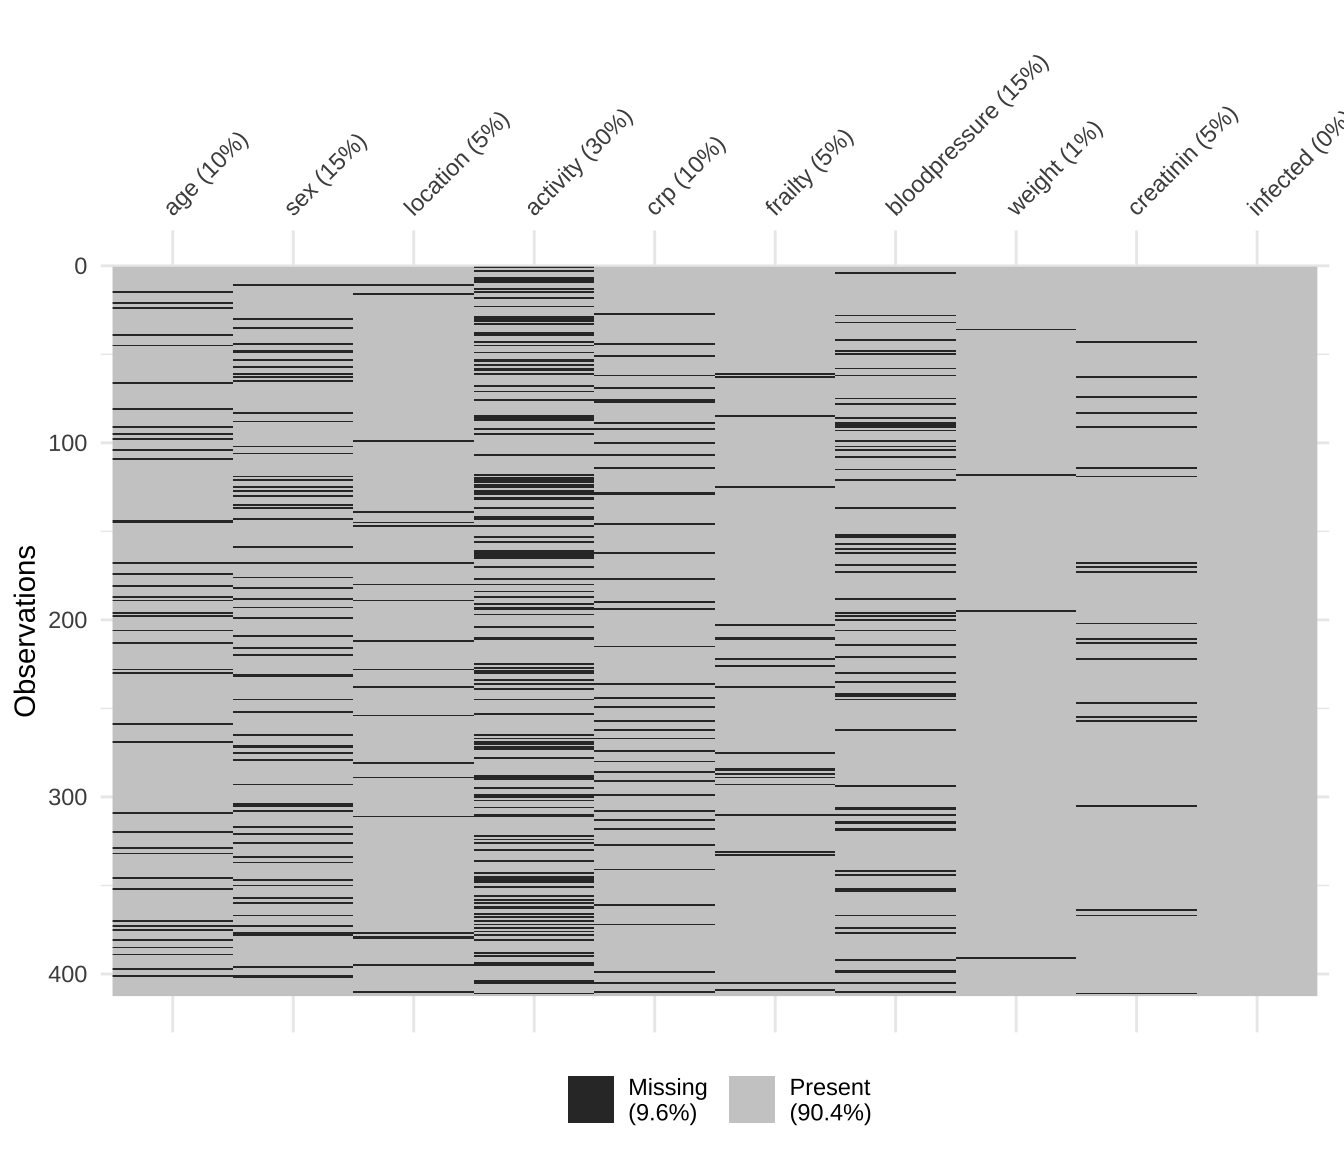 age (10%)
sex (15%)
location (5%)
activity (30%)
crp (10%)
frailty (5%)
bloodpressure (15%)
weight (1%)
creatinin (5%)
infected (0%
0
100
200
300
400
Observations
Missing
(9.6%)
Present
(90.4%)